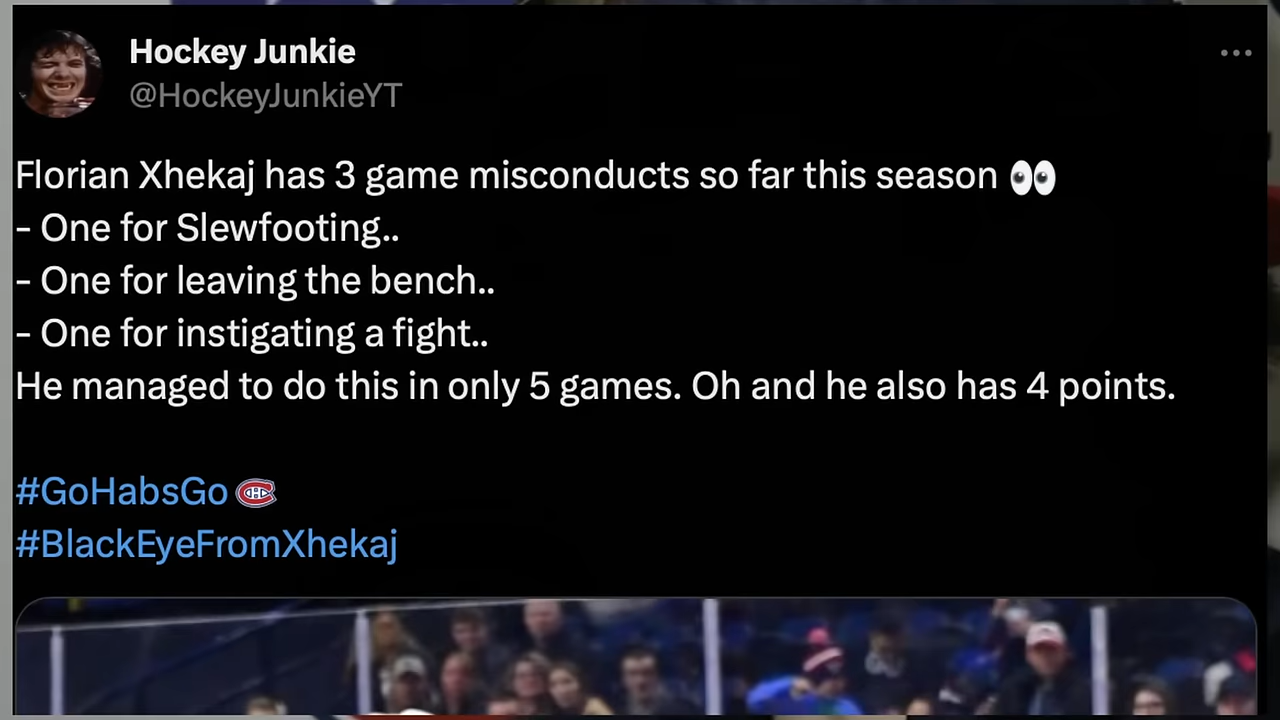 Hockey Junkie
@HockeyJunkieYT
Florian Xhekaj has 3 game misconducts so far this season 👀
- One for Slewfooting..
- One for leaving the bench..
- One for instigating a fight..
He managed to do this in only 5 games. Oh and he also has 4 points.
#GoHabsGo
#BlackEyeFromXhekaj